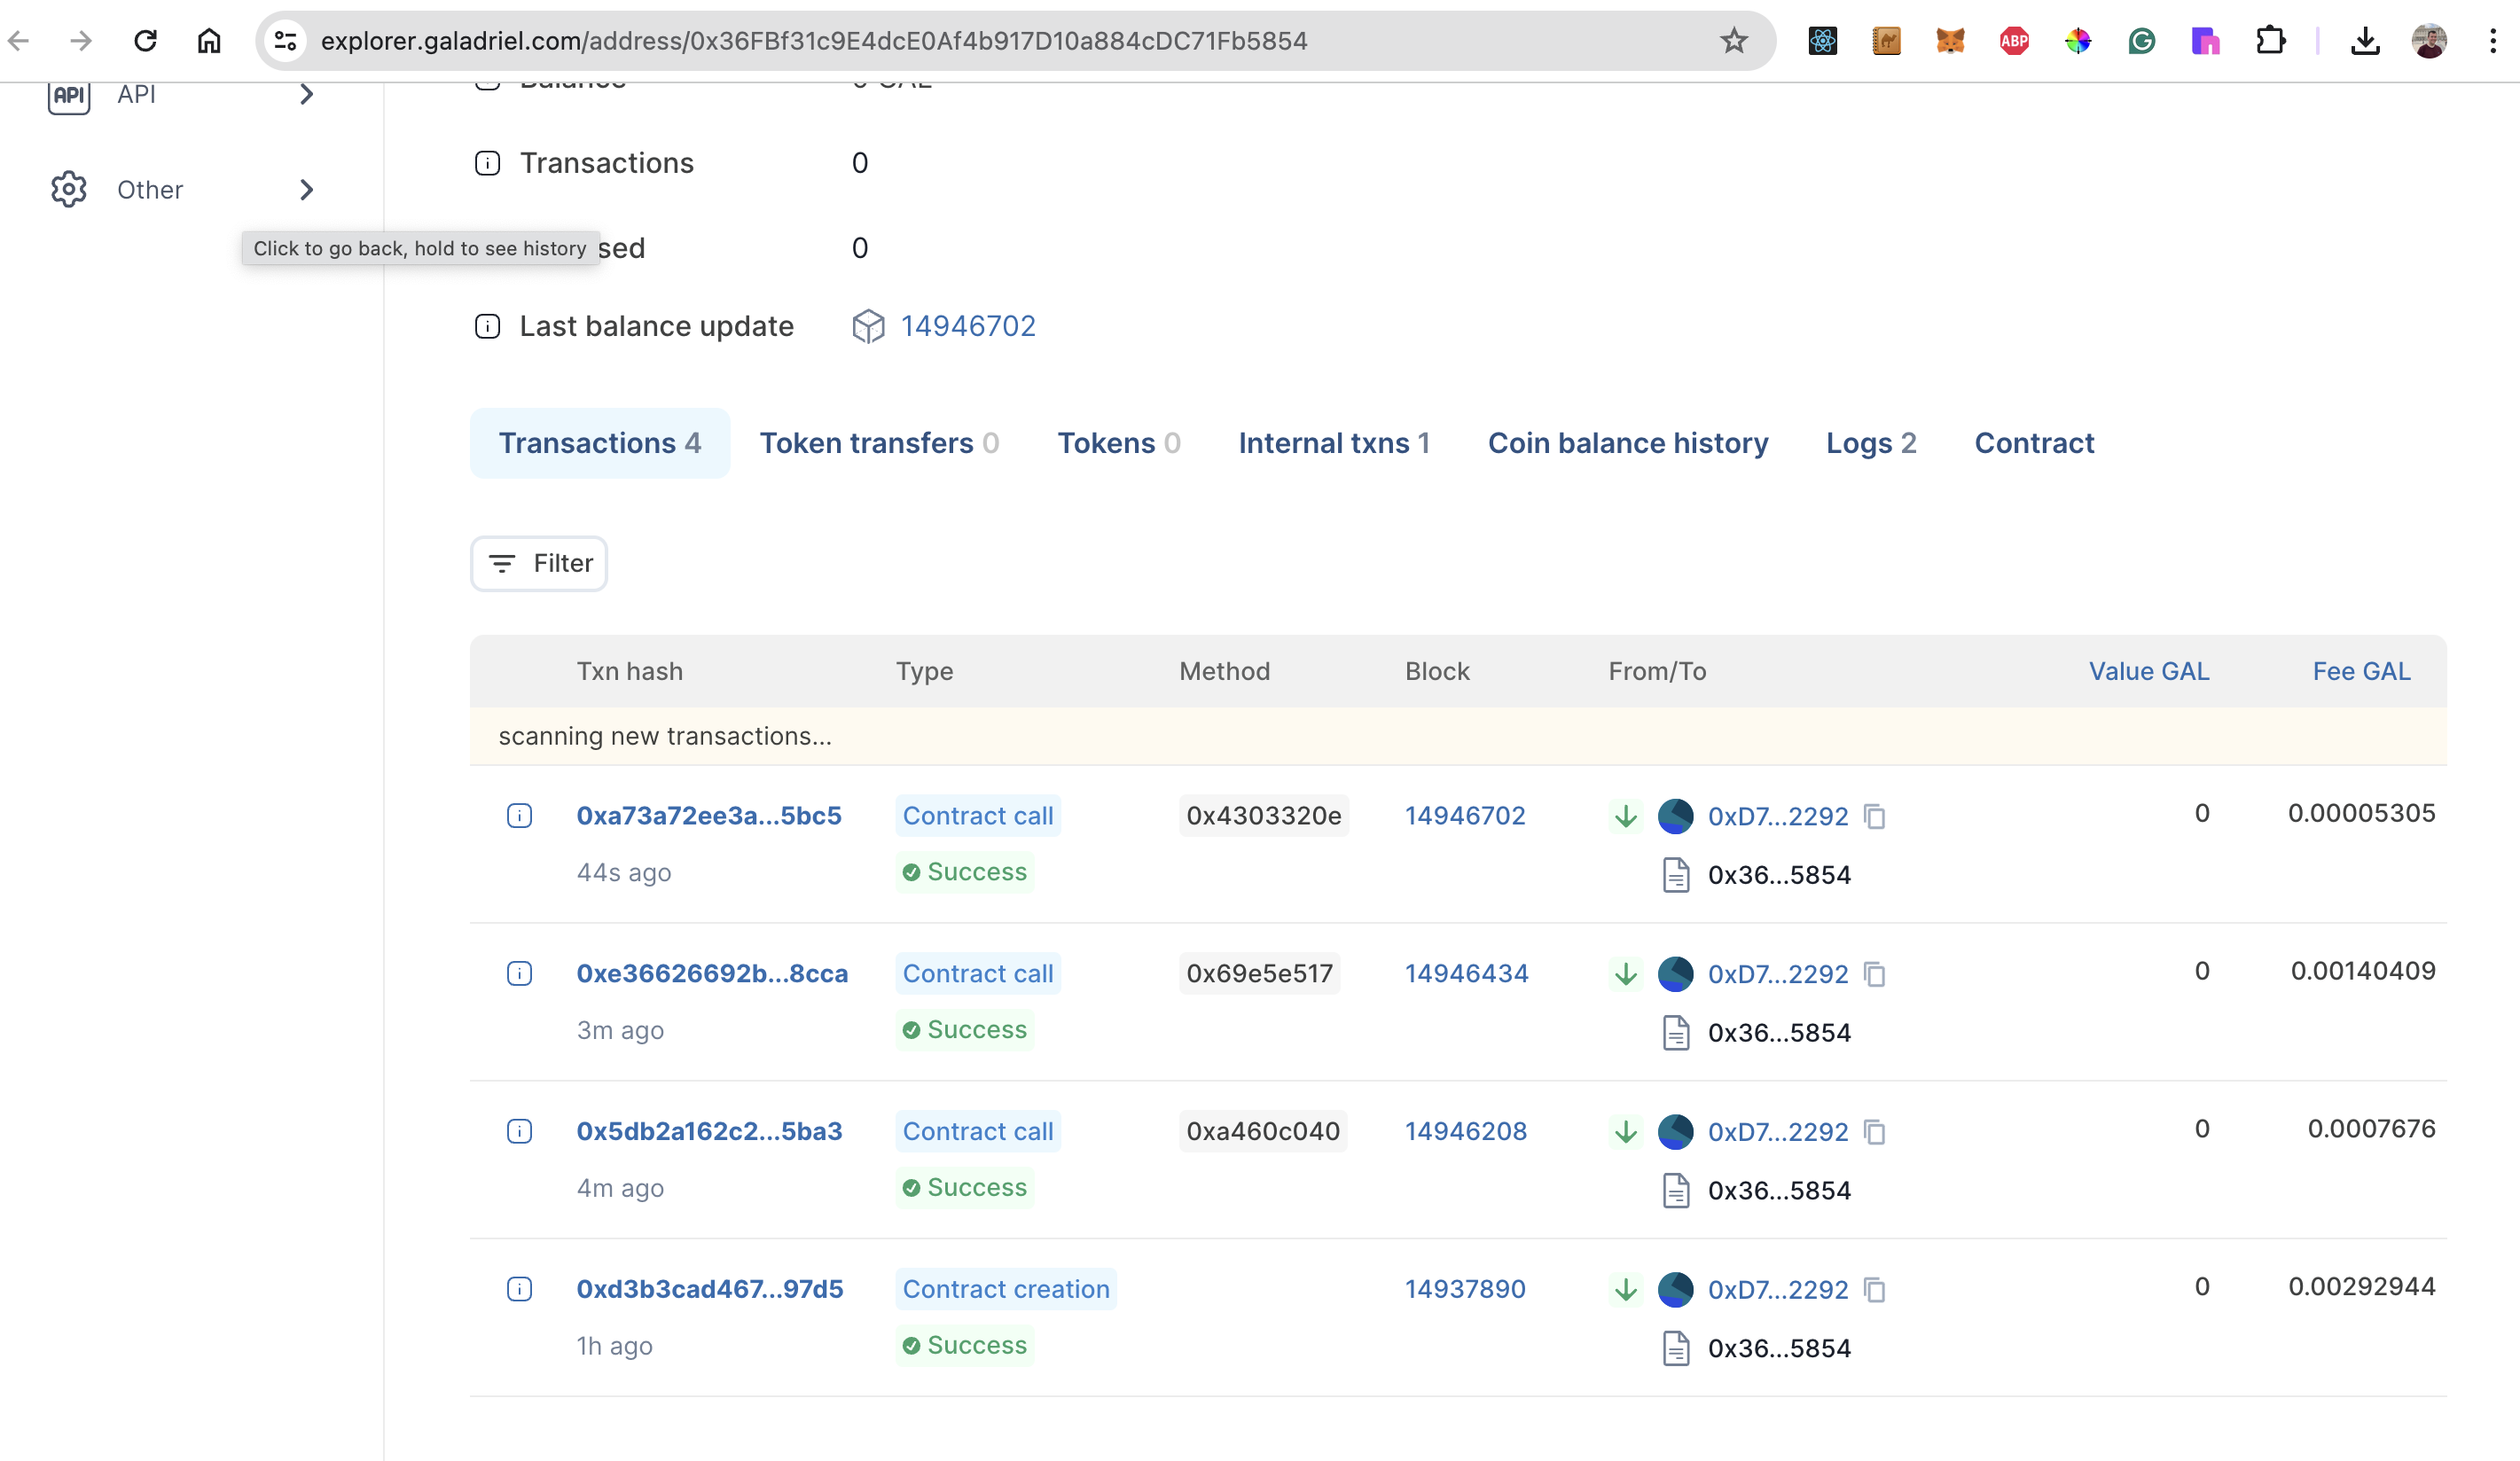 explorer.galadriel.com/address/0x36FBf31c9E4dcE0Af4b917D10a884cDC71Fb5854
ABP
API API
Balance 0 GAL
Transactions 0
Other
Click to go back, hold to see history sed 0
Last balance update 14946702
Transactions 4 Token transfers 0 Tokens 0 Internal txns 1 Coin balance history Logs 2 Contract
Filter
Txn hash Type Method Block From/To Value GAL Fee GAL
scanning new transactions...
0xa73a72ee3a...5bc5 Contract call 0x4303320e 14946702 0xD7...2292 0 0.00005305
44s ago Success 0x36...5854
0xe36626692b...8cca Contract call 0x69e5e517 14946434 0xD7...2292 0 0.00140409
3m ago Success 0x36...5854
0x5db2a162c2...5ba3 Contract call 0xa460c040 14946208 0xD7...2292 0 0.0007676
4m ago Success 0x36...5854
0xd3b3cad467...97d5 Contract creation 14937890 0xD7...2292 0 0.00292944
1h ago Success 0x36...5854